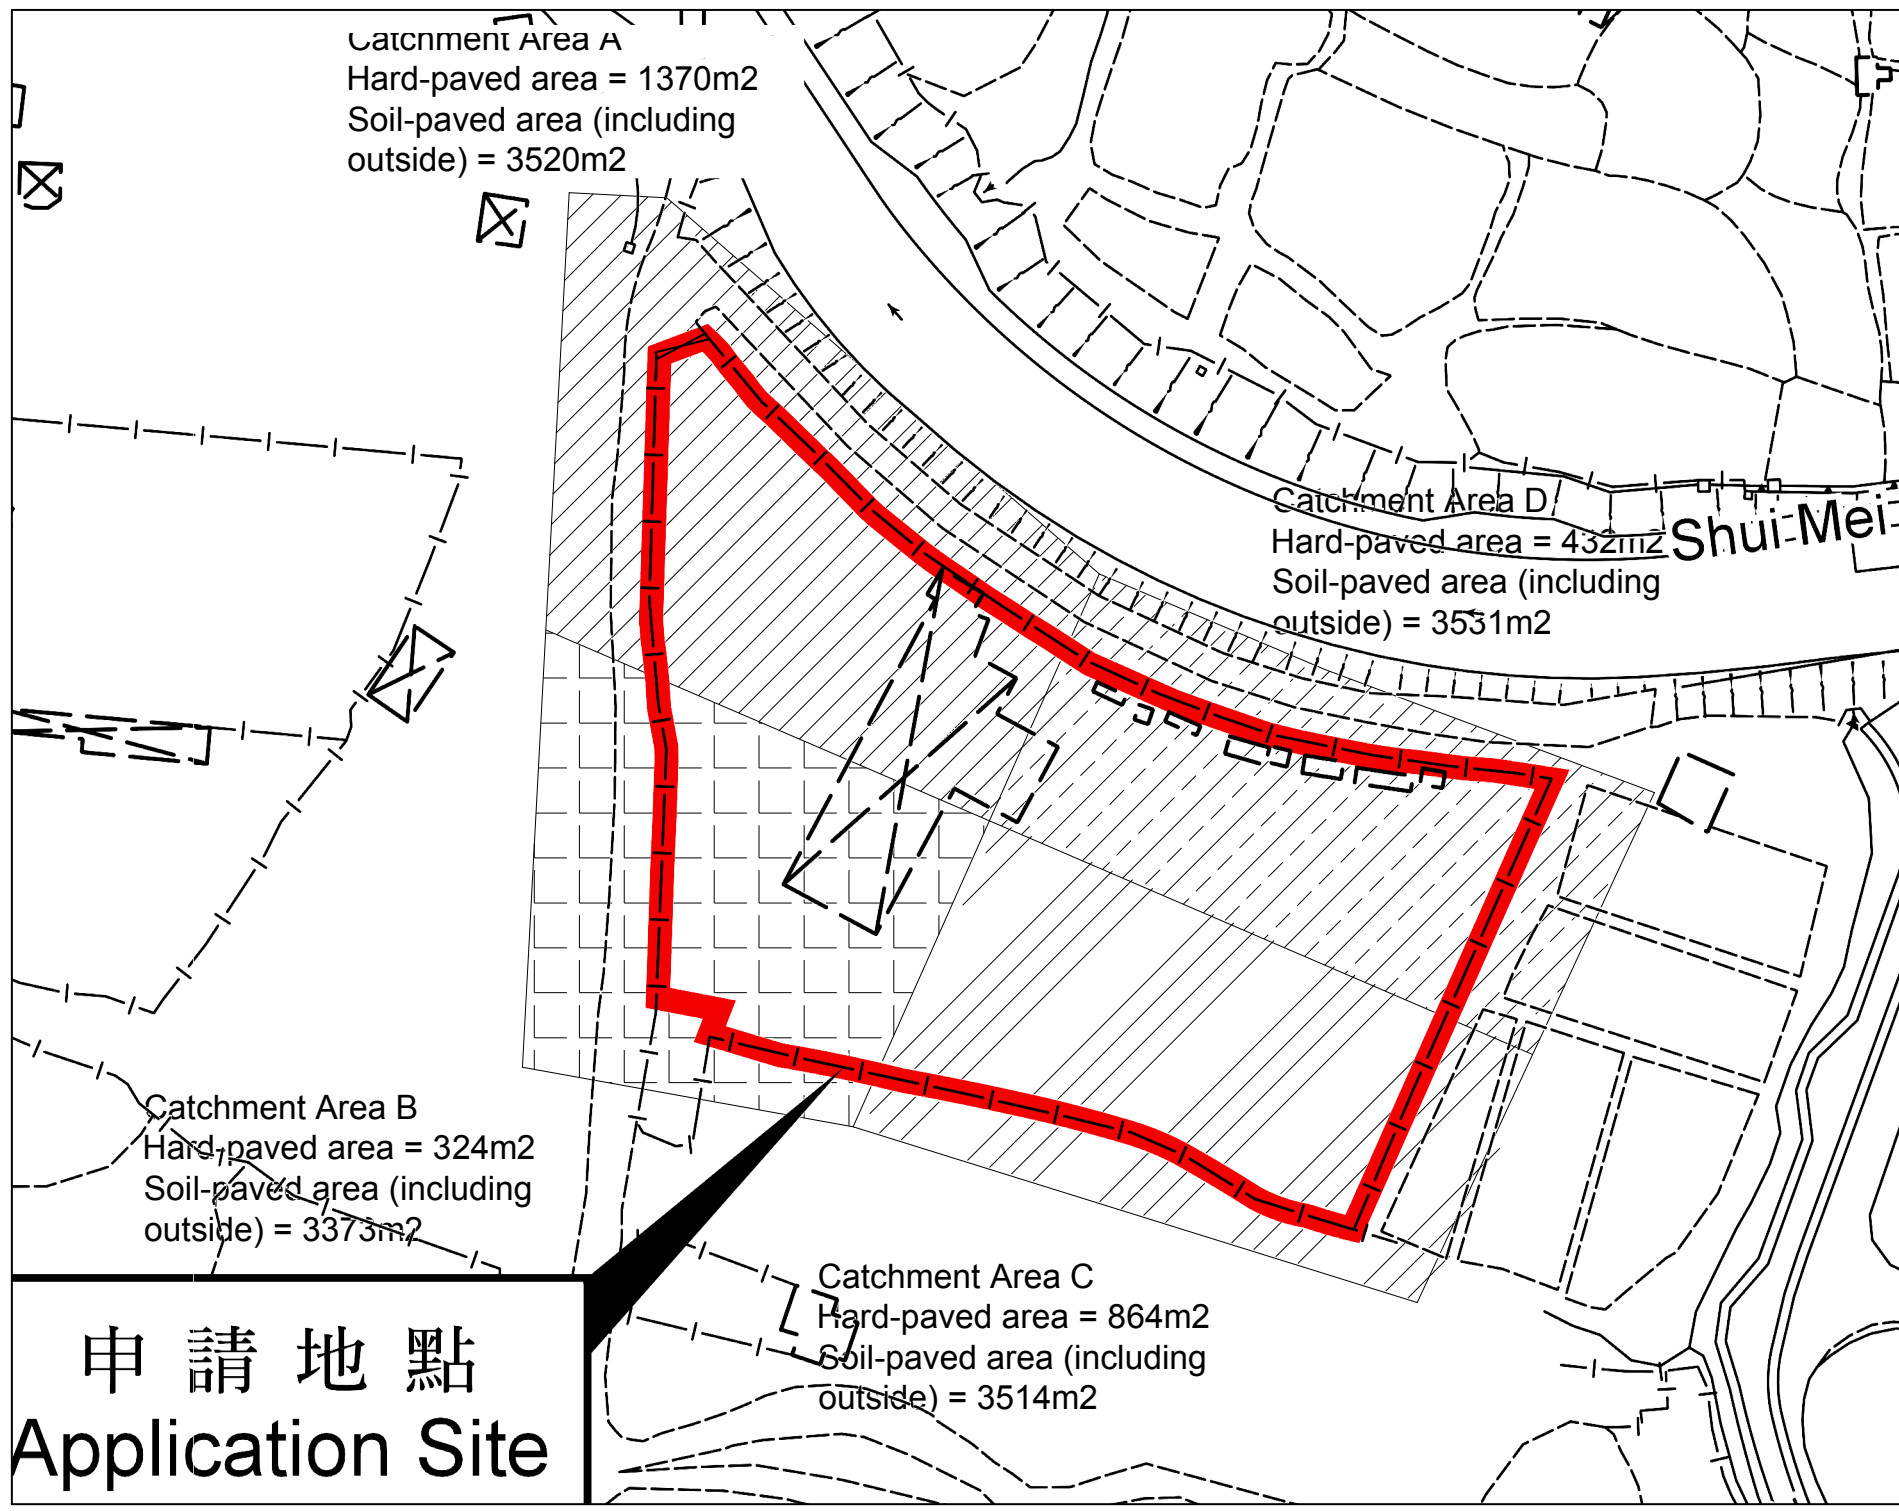 Catchment Area A
Hard-paved area = 1370m2
Soil-paved area (including
outside) = 3520m2
Catchment Area D
Hard-paved area = 432m2
Soil-paved area (including
outside) = 3531m2
Shui Mei
Catchment Area B
Hard-paved area = 324m2
Soil-paved area (including
outside) = 3373m2
Catchment Area C
Hard-paved area = 864m2
Soil-paved area (including
outside) = 3514m2
申請地點
Application Site